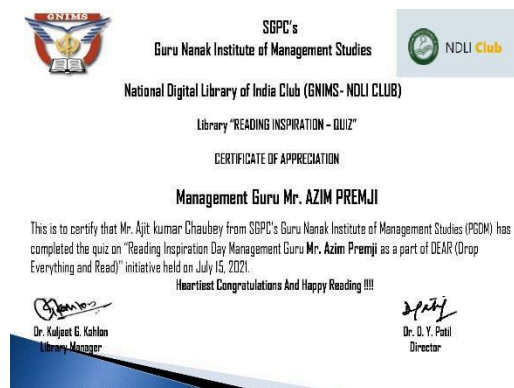 GNIMS
SGPC's
Guru Nanak Institute of Management Studies
NDLI Club
National Digital Library of India Club (GNIMS- NDLI CLUB)
Library "READING INSPIRATION – QUIZ"
CERTIFICATE OF APPRECIATION
Management Guru Mr. AZIM PREMJI
This is to certify that Mr. Ajit kumar Chaubey from SGPC's Guru Nanak Institute of Management Studies (PGDM) has
completed the quiz on "Reading Inspiration Day Management Guru Mr. Azim Premji as a part of DEAR (Drop
Everything and Read)" initiative held on July 15, 2021.
Heartiest Congratulations And Happy Reading !!!!
Dr. Kuljeet G. Kahlon
Library Manager
Dr. D. Y. Patil
Director